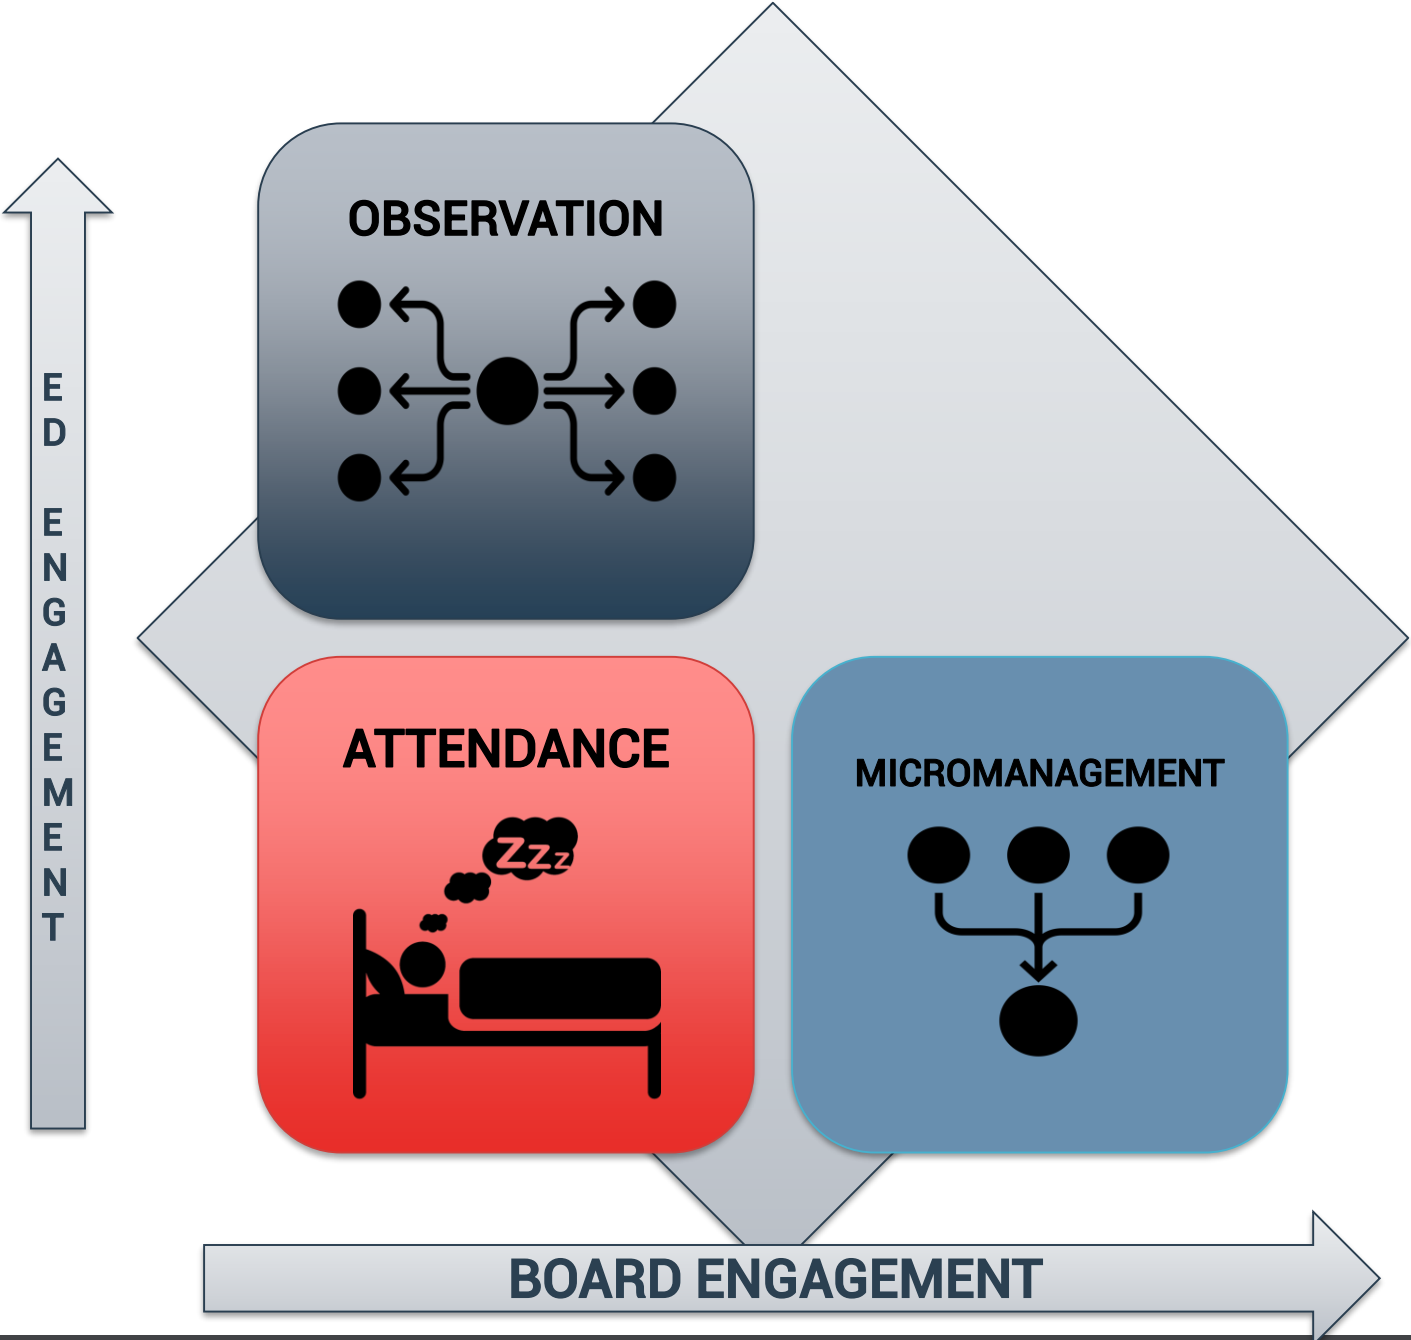 OBSERVATION
ED ENGAGEMENT
ATTENDANCE
ZZZ
MICROMANAGEMENT
BOARD ENGAGEMENT